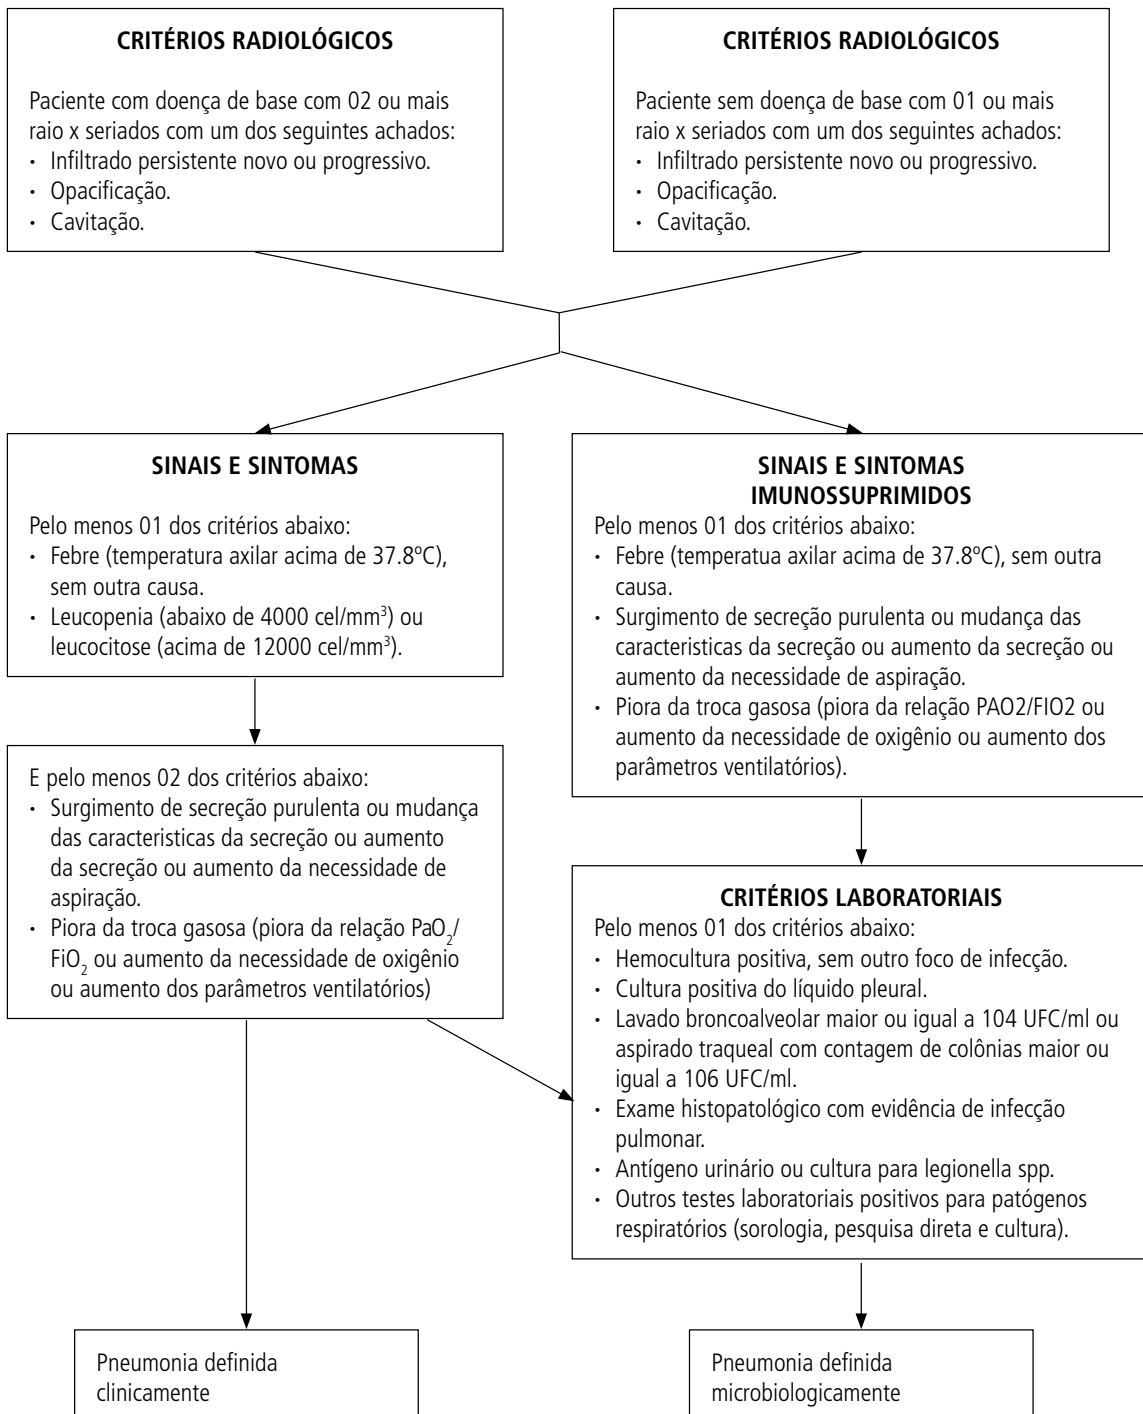 CRITÉRIOS RADIOLÓGICOS
Paciente com doença de base com 02 ou mais
raio x seriados com um dos seguintes achados:
· Infiltrado persistente novo ou progressivo.
· Opacificação.
· Cavitação.
CRITÉRIOS RADIOLÓGICOS
Paciente sem doença de base com 01 ou mais
raio x seriados com um dos seguintes achados:
· Infiltrado persistente novo ou progressivo.
· Opacificação.
· Cavitação.
SINAIS E SINTOMAS
Pelo menos 01 dos critérios abaixo:
· Febre (temperatura axilar acima de 37.8ºC),
sem outra causa.
· Leucopenia (abaixo de 4000 cel/mm³) ou
leucocitose (acima de 12000 cel/mm³).
E pelo menos 02 dos critérios abaixo:
· Surgimento de secreção purulenta ou mudança
das caracteristicas da secreção ou aumento
da secreção ou aumento da necessidade de
aspiração.
· Piora da troca gasosa (piora da relação PaO₂/
FiO₂ ou aumento da necessidade de oxigênio
ou aumento dos parâmetros ventilatórios)
SINAIS E SINTOMAS
IMUNOSSUPRIMIDOS
Pelo menos 01 dos critérios abaixo:
· Febre (temperatua axilar acima de 37.8ºC), sem outra
causa.
· Surgimento de secreção purulenta ou mudança das
caracteristicas da secreção ou aumento da secreção ou
aumento da necessidade de aspiração.
· Piora da troca gasosa (piora da relação PAO2/FIO2 ou
aumento da necessidade de oxigênio ou aumento dos
parâmetros ventilatórios).
CRITÉRIOS LABORATORIAIS
Pelo menos 01 dos critérios abaixo:
· Hemocultura positiva, sem outro foco de infecção.
· Cultura positiva do líquido pleural.
· Lavado broncoalveolar maior ou igual a 104 UFC/ml ou
aspirado traqueal com contagem de colônias maior ou
igual a 106 UFC/ml.
· Exame histopatológico com evidência de infecção
pulmonar.
· Antígeno urinário ou cultura para legionella spp.
· Outros testes laboratoriais positivos para patógenos
respiratórios (sorologia, pesquisa direta e cultura).
Pneumonia definida
clinicamente
Pneumonia definida
microbiologicamente